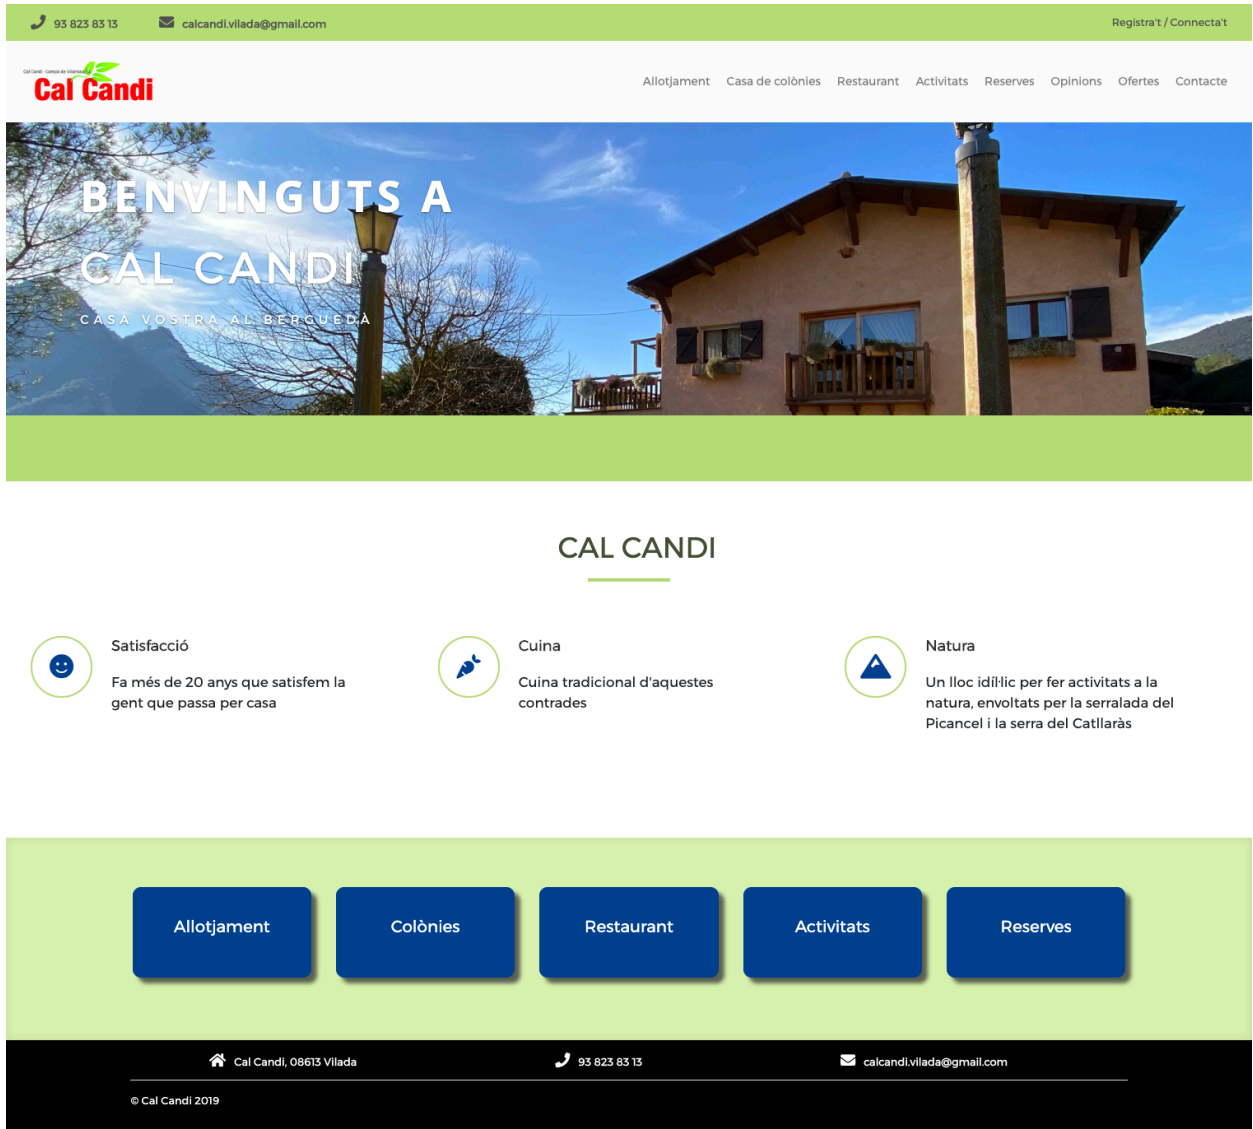 93 823 83 13
calcandi.vilada@gmail.com
Registra't / Connecta't
Cal Candi
Allotjament Casa de colònies Restaurant Activitats Reserves Opinions Ofertes Contacte
BENVINGUTS A
CAL CANDI
CASA VOSTRA AL BERGUEDÀ
CAL CANDI
Satisfacció
Fa més de 20 anys que satisfem la
gent que passa per casa
Cuina
Cuina tradicional d'aquestes
contrades
Natura
Un lloc idíl·lic per fer activitats a la
natura, envoltats per la serralada del
Picancel i la serra del Catllaràs
Allotjament
Colònies
Restaurant
Activitats
Reserves
Cal Candi, 08613 Vilada
93 823 83 13
calcandi.vilada@gmail.com
© Cal Candi 2019